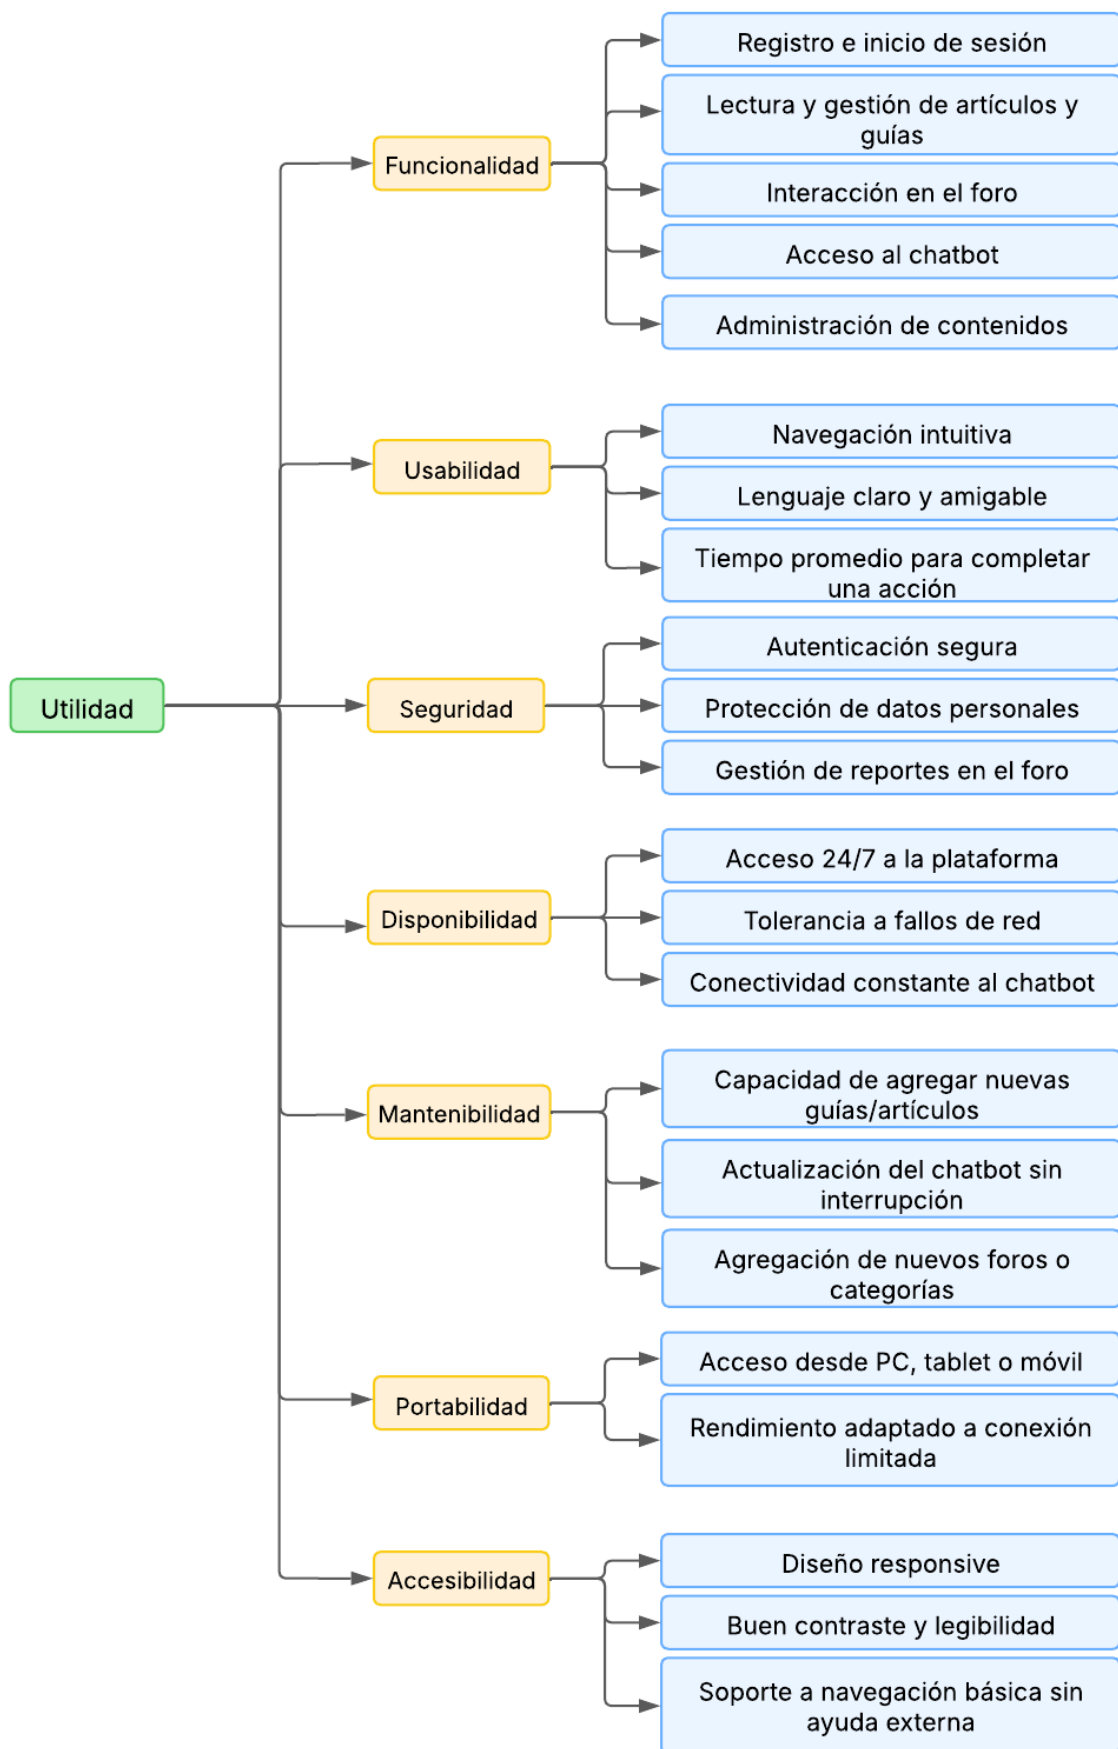 Utilidad
Funcionalidad
Registro e inicio de sesión
Lectura y gestión de artículos y
guías
Interacción en el foro
Acceso al chatbot
Administración de contenidos
Usabilidad
Navegación intuitiva
Lenguaje claro y amigable
Tiempo promedio para completar
una acción
Seguridad
Autenticación segura
Protección de datos personales
Gestión de reportes en el foro
Disponibilidad
Acceso 24/7 a la plataforma
Tolerancia a fallos de red
Conectividad constante al chatbot
Mantenibilidad
Capacidad de agregar nuevas
guías/artículos
Actualización del chatbot sin
interrupción
Agregación de nuevos foros o
categorías
Portabilidad
Acceso desde PC, tablet o móvil
Rendimiento adaptado a conexión
limitada
Accesibilidad
Diseño responsive
Buen contraste y legibilidad
Soporte a navegación básica sin
ayuda externa